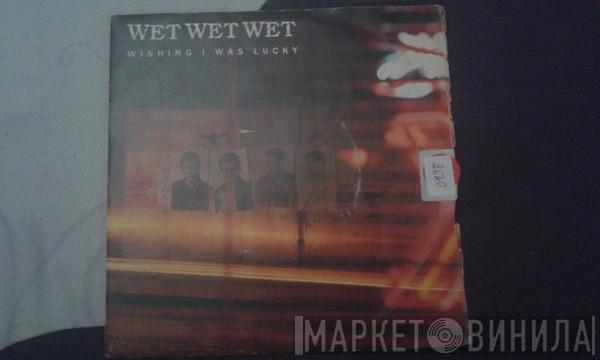 WET WET WET
WISHING I WAS LUCKY
МАРКЕТ ВИНИЛА